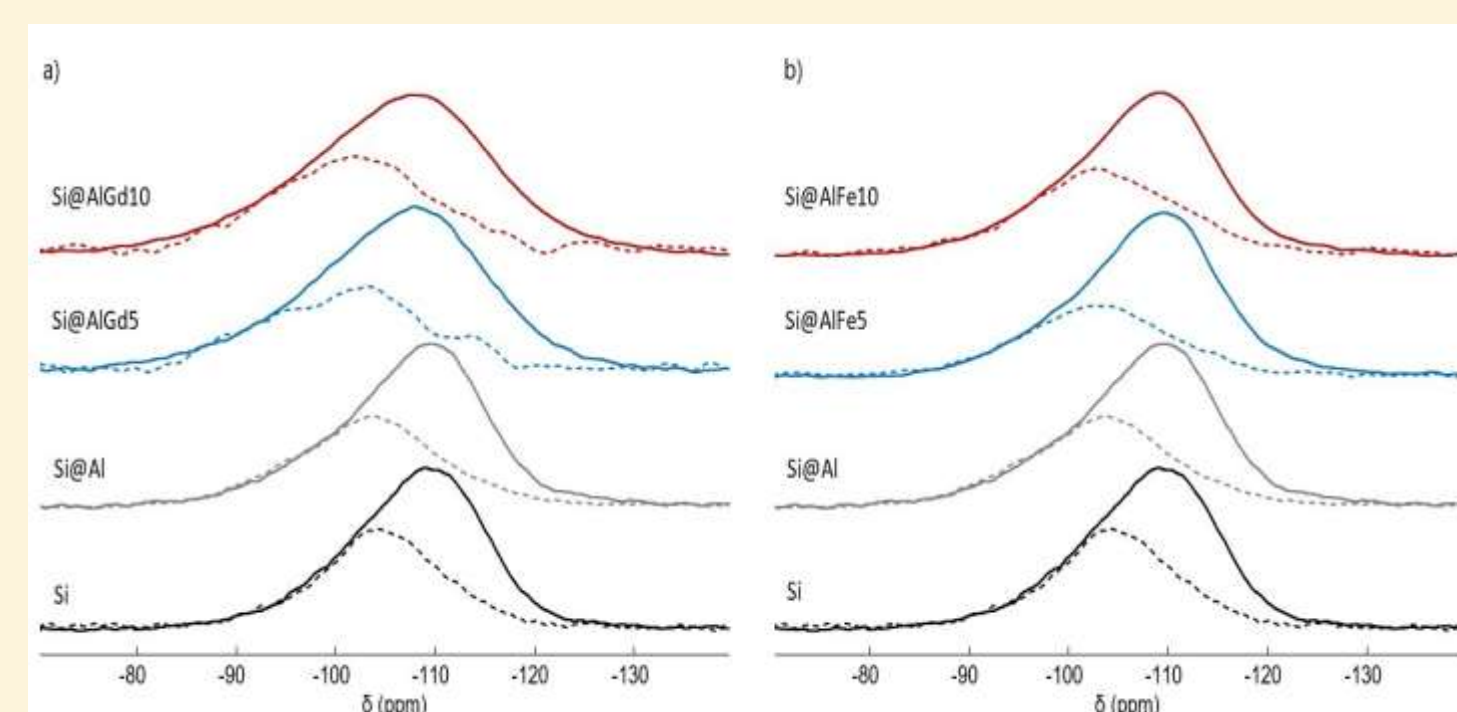 a)
Si@AlGd10
Si@AlGd5
Si@Al
Si
-80 -90 -100 -110 -120 -130
δ (ppm)
b)
Si@AlFe10
Si@AlFe5
Si@Al
Si
-80 -90 -100 -110 -120 -130
δ (ppm)